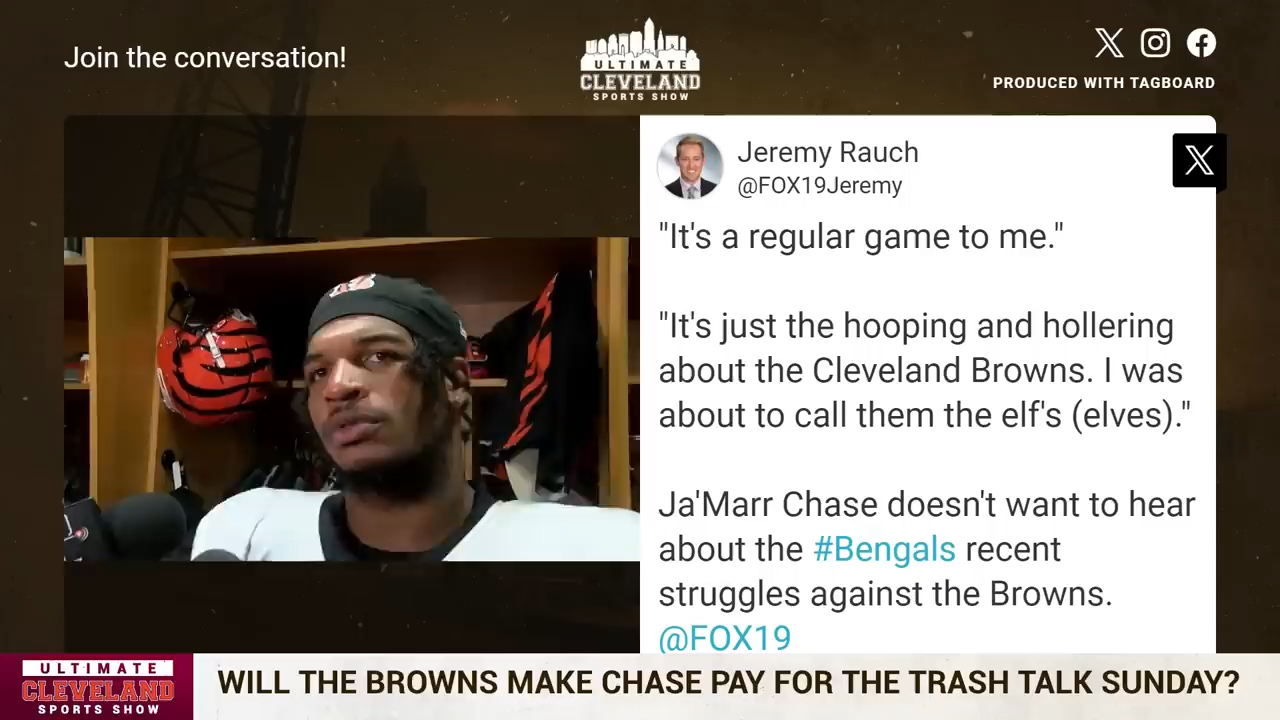 Join the conversation!
ULTIMATE
CLEVELAND
SPORTS SHOW
PRODUCED WITH TAGBOARD
Jeremy Rauch
@FOX19Jeremy
"It's a regular game to me."
"It's just the hooping and hollering
about the Cleveland Browns. I was
about to call them the elf's (elves)."
Ja'Marr Chase doesn't want to hear
about the #Bengals recent
struggles against the Browns.
@FOX19
ULTIMATE
CLEVELAND
SPORTS SHOW
WILL THE BROWNS MAKE CHASE PAY FOR THE TRASH TALK SUNDAY?